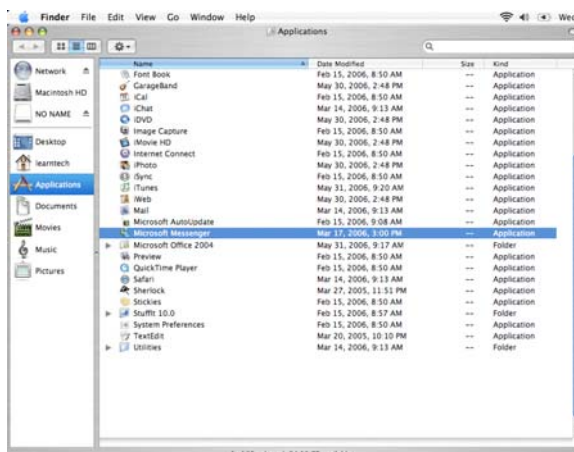 Finder File Edit View Go Window Help Wed
Applications
Network
Macintosh HD
NO NAME
Desktop
learntech
Applications
Documents
Movies
Music
Pictures
Name Date Modified Size Kind
Font Book Feb 15, 2006, 8:50 AM -- Application
GarageBand May 30, 2006, 2:48 PM -- Application
iCal Feb 15, 2006, 8:50 AM -- Application
iChat Mar 14, 2006, 9:13 AM -- Application
iDVD May 30, 2006, 2:48 PM -- Application
Image Capture Feb 15, 2006, 8:50 AM -- Application
iMovie HD May 30, 2006, 2:48 PM -- Application
Internet Connect Feb 15, 2006, 8:50 AM -- Application
iPhoto May 30, 2006, 2:48 PM -- Application
iSync Feb 15, 2006, 8:50 AM -- Application
iTunes May 31, 2006, 9:20 AM -- Application
iWeb May 30, 2006, 2:48 PM -- Application
Mail Mar 14, 2006, 9:13 AM -- Application
Microsoft AutoUpdate Feb 15, 2006, 9:08 AM -- Application
Microsoft Messenger Mar 17, 2006, 3:00 PM -- Application
Microsoft Office 2004 May 31, 2006, 9:17 AM -- Folder
Preview Feb 15, 2006, 8:50 AM -- Application
QuickTime Player Feb 15, 2006, 8:50 AM -- Application
Safari Mar 14, 2006, 9:13 AM -- Application
Sherlock Mar 27, 2005, 11:51 PM -- Application
Stickies Feb 15, 2006, 8:50 AM -- Application
StuffIt 10.0 Feb 15, 2006, 8:57 AM -- Folder
System Preferences Feb 15, 2006, 8:50 AM -- Application
TextEdit Mar 20, 2005, 10:10 PM -- Application
Utilities Mar 14, 2006, 9:13 AM -- Folder